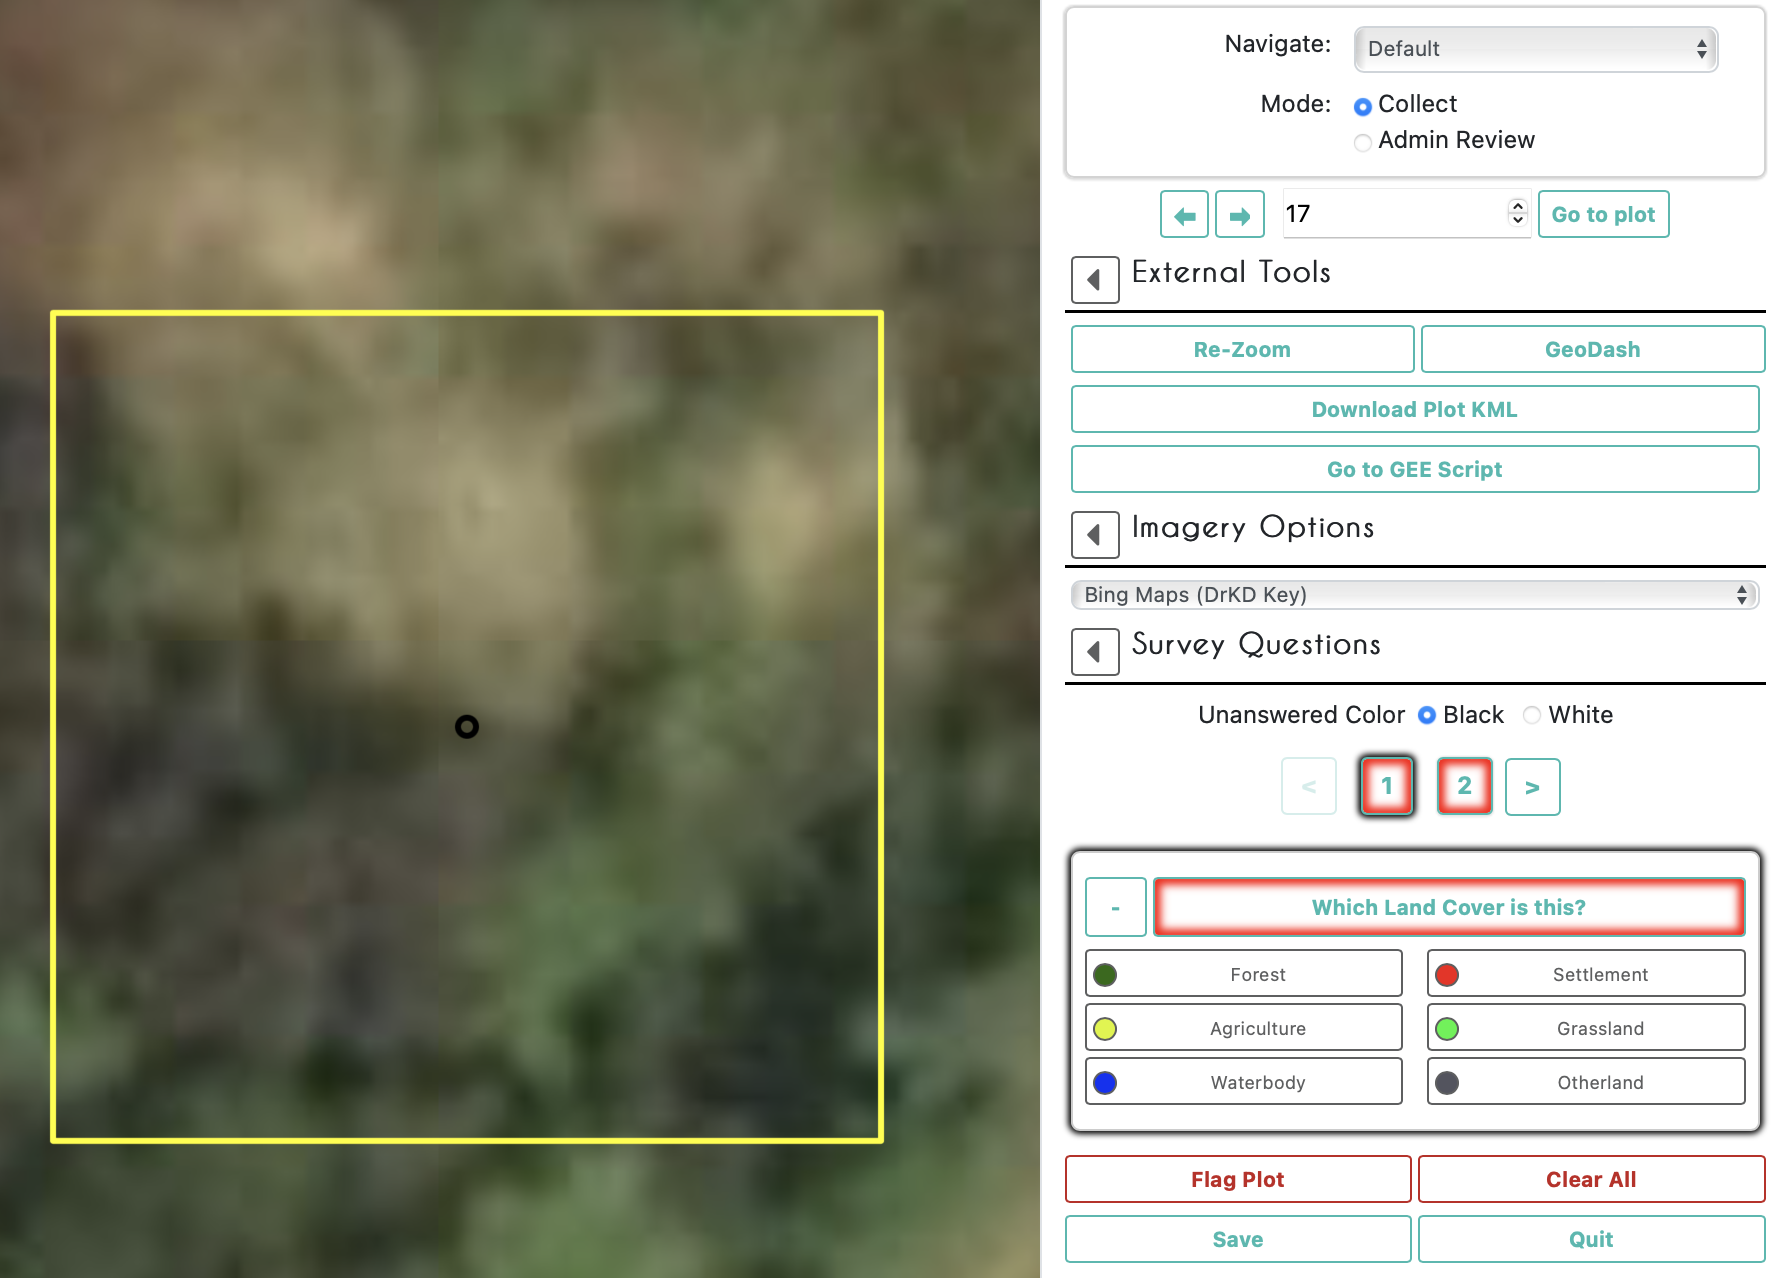 Navigate: Default
Mode: Collect
Admin Review
17 Go to plot
External Tools
Re-Zoom GeoDash
Download Plot KML
Go to GEE Script
Imagery Options
Bing Maps (DrKD Key)
Survey Questions
Unanswered Color Black White
< 1 2 >
- Which Land Cover is this?
Forest Settlement
Agriculture Grassland
Waterbody Otherland
Flag Plot Clear All
Save Quit